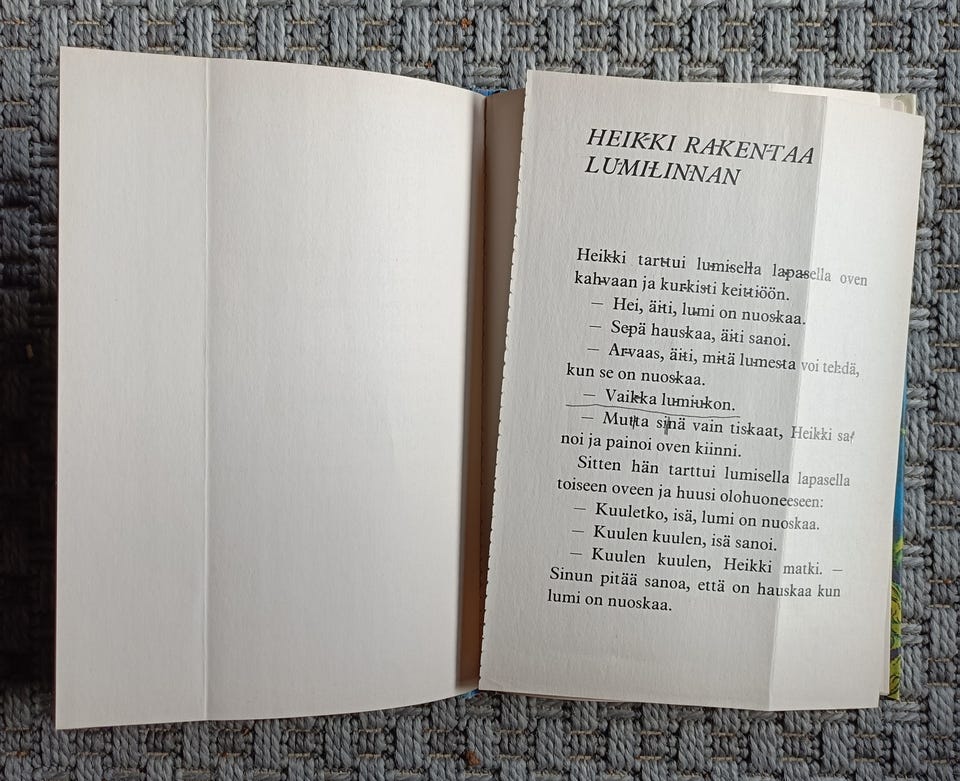 HEIKKI RAKENTAA
LUMILINNAN
Heikki tarttui lumisella lapasella oven
kahvaan ja kurkisti keittiöön.
— Hei, äiti, lumi on nuoskaa.
— Sepä hauskaa, äiti sanoi.
— Arvaas, äiti, mitä lumesta voi tehdä,
kun se on nuoskaa.
— Vaikka lumiukon.
— Mutta sinä vain tiskaat, Heikki sa-
noi ja painoi oven kiinni.
Sitten hän tarttui lumisella lapasella
toiseen oveen ja huusi olohuoneeseen:
— Kuuletko, isä, lumi on nuoskaa.
— Kuulen kuulen, isä sanoi.
— Kuulen kuulen, Heikki matki. —
Sinun pitää sanoa, että on hauskaa kun
lumi on nuoskaa.